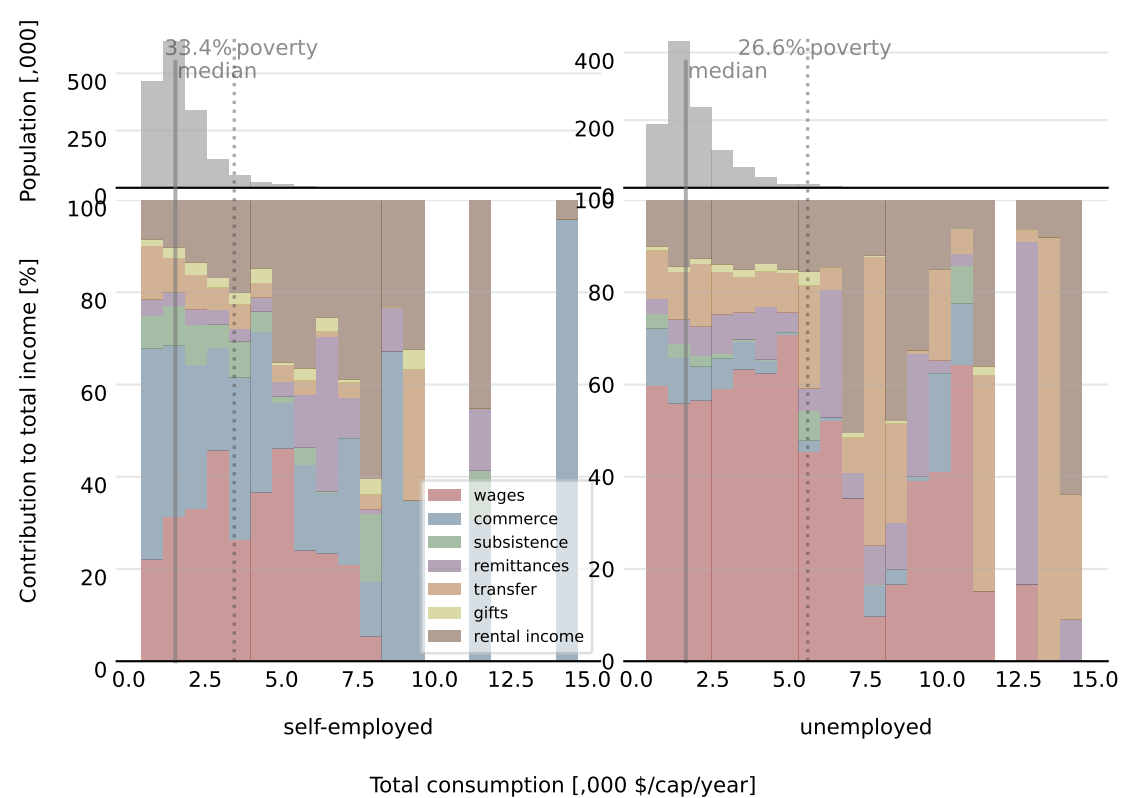 Population [,000]
500
250
0
33.4% poverty
median
400
200
0
26.6% poverty
median
Contribution to total income [%]
100
80
60
40
20
0
100
80
60
40
20
0
wages
commerce
subsistence
remittances
transfer
gifts
rental income
0.0 2.5 5.0 7.5 10.0 12.5 15.0
0.0 2.5 5.0 7.5 10.0 12.5 15.0
self-employed
unemployed
Total consumption [,000 $/cap/year]